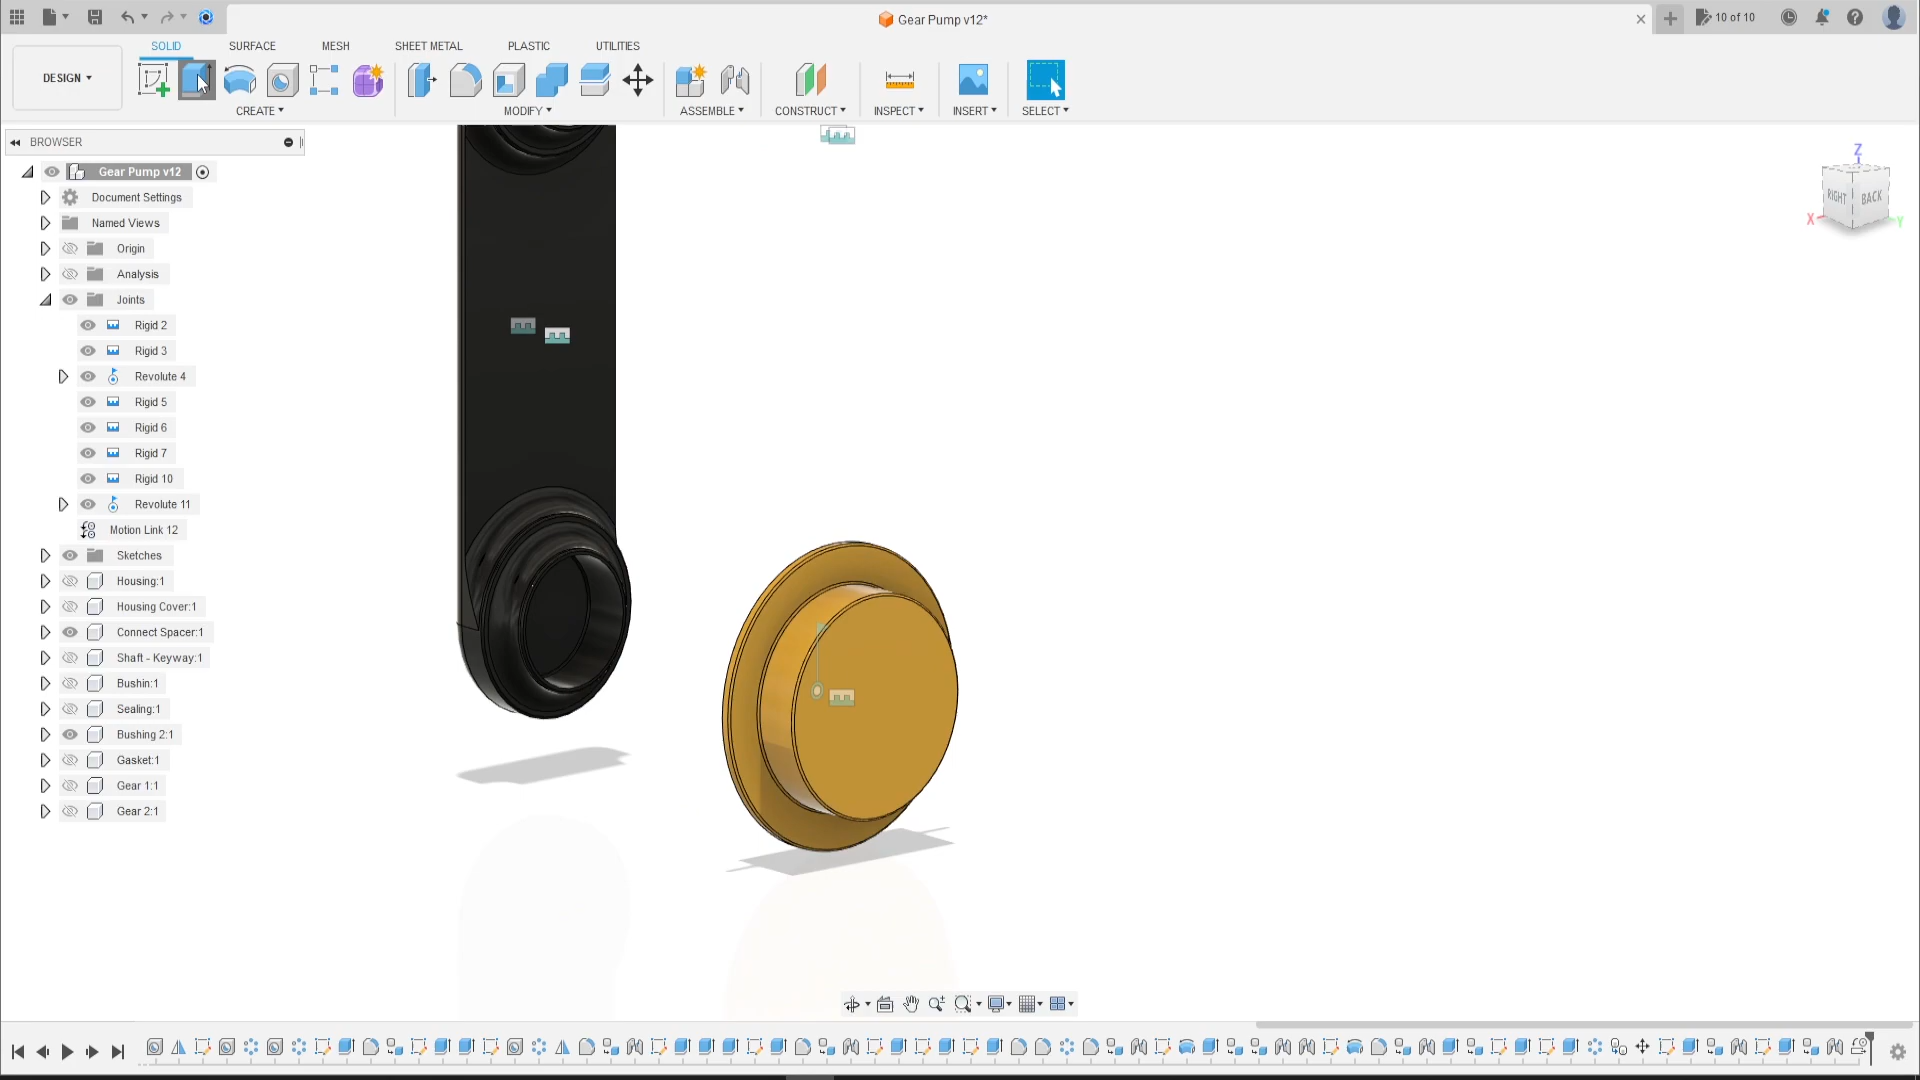 Gear Pump v12*
10 of 10
SOLID SURFACE MESH SHEET METAL PLASTIC UTILITIES
DESIGN
CREATE MODIFY ASSEMBLE CONSTRUCT INSPECT INSERT SELECT
BROWSER
Gear Pump v12
Document Settings
Named Views
Origin
Analysis
Joints
Rigid 2
Rigid 3
Revolute 4
Rigid 5
Rigid 6
Rigid 7
Rigid 10
Revolute 11
Motion Link 12
Sketches
Housing:1
Housing Cover:1
Connect Spacer:1
Shaft - Keyway:1
Bushin:1
Sealing:1
Bushing 2:1
Gasket:1
Gear 1:1
Gear 2:1
Z
RIGHT BACK
X Y